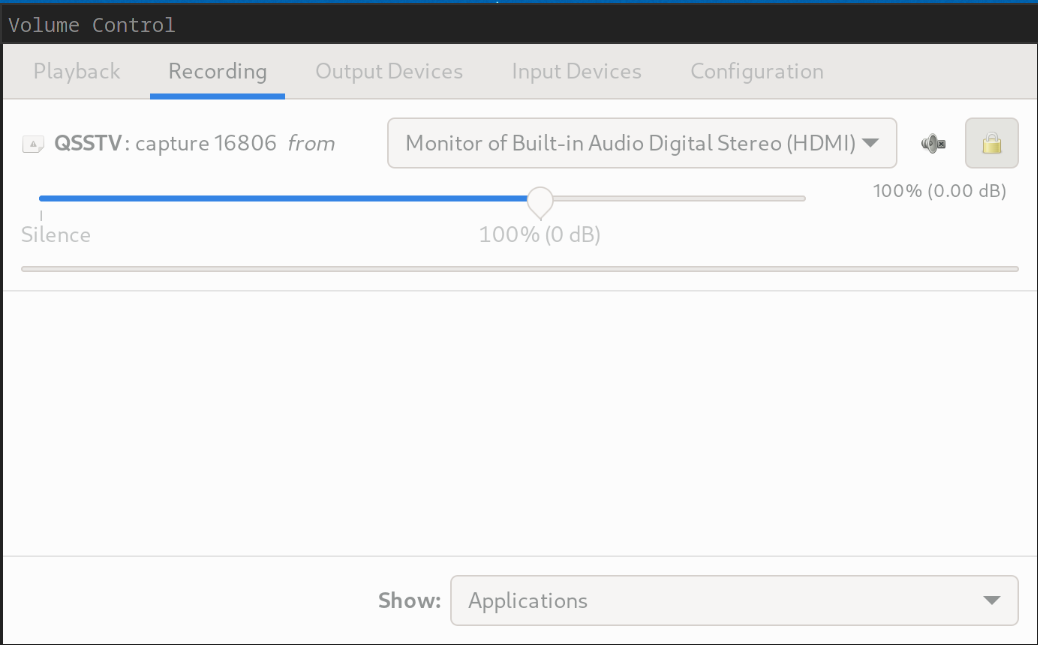 Volume Control
Playback Recording Output Devices Input Devices Configuration
QSSTV: capture 16806 from Monitor of Built-in Audio Digital Stereo (HDMI)
100% (0.00 dB)
Silence 100% (0 dB)
Show: Applications